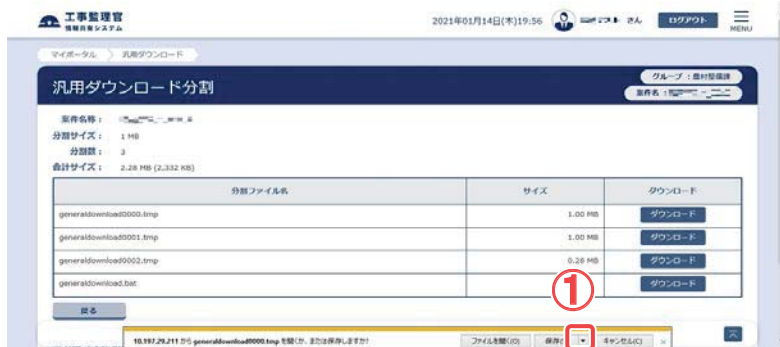 工事監理官
情報共有システム
2021年01月14日(木)19:56
さん
ログアウト
MENU
マイポータル
汎用ダウンロード
汎用ダウンロード分割
グループ：農村整備課
案件名：
案件名称：
分割サイズ： 1 MB
分割数： 3
合計サイズ： 2.28 MB (2,332 KB)
分割ファイル名 サイズ ダウンロード
generaldownload0000.tmp 1.00 MB ダウンロード
generaldownload0001.tmp 1.00 MB ダウンロード
generaldownload0002.tmp 0.28 MB ダウンロード
generaldownload.bat ダウンロード
①
戻る
10.197.29.211 から generaldownload0000.tmp を開くか、または保存しますか?
ファイルを開く(O) 保存( ▼ キャンセル(C) ×